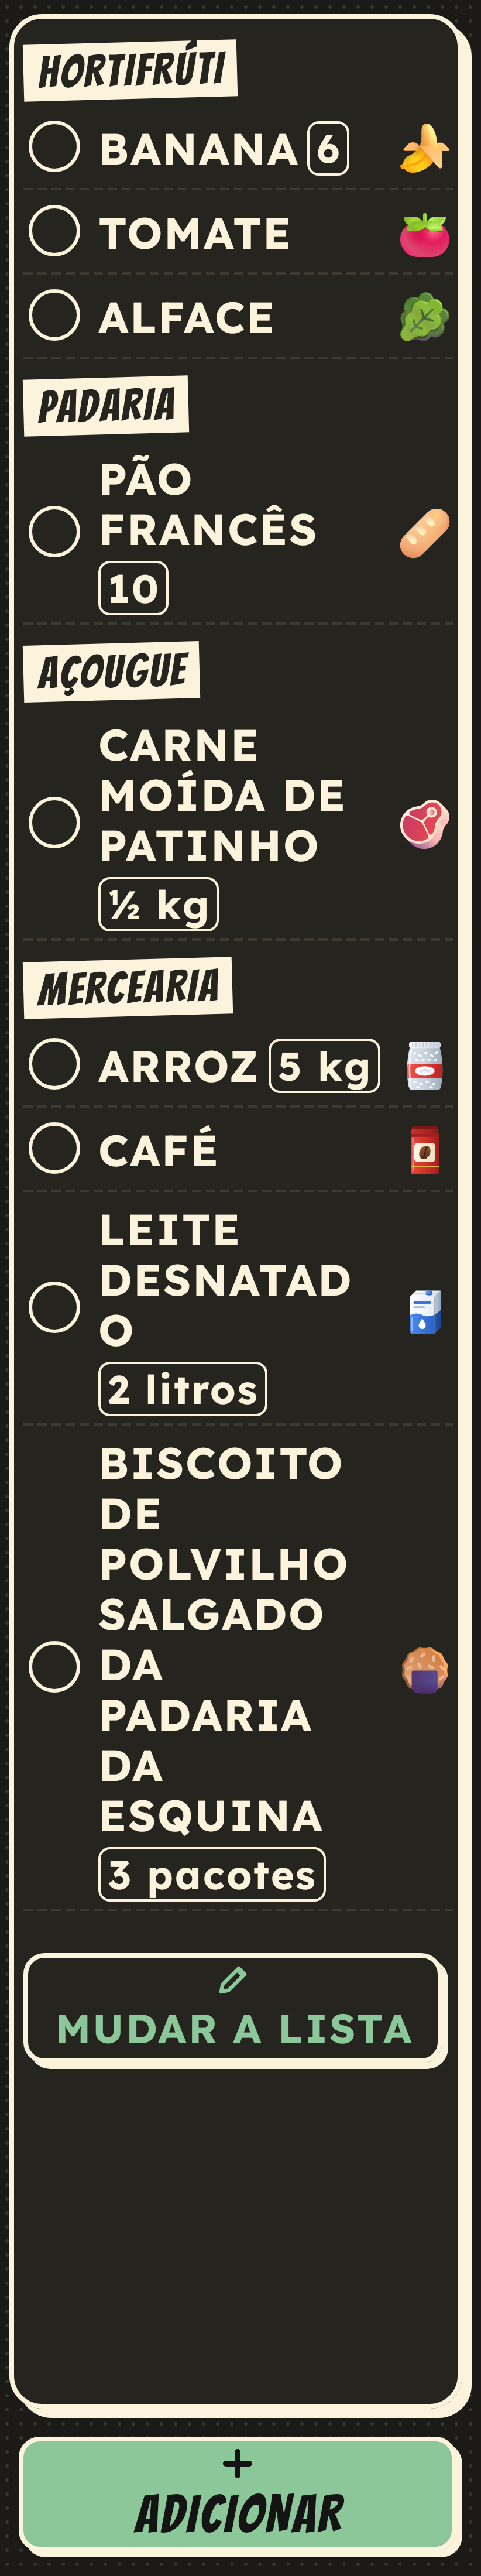 HORTIFRÚTI
BANANA 6
TOMATE
ALFACE
PADARIA
PÃO
FRANCÊS
10
AÇOUGUE
CARNE
MOÍDA DE
PATINHO
½ kg
MERCEARIA
ARROZ 5 kg
CAFÉ
LEITE
DESNATAD
O
2 litros
BISCOITO
DE
POLVILHO
SALGADO
DA
PADARIA
DA
ESQUINA
3 pacotes
MUDAR A LISTA
ADICIONAR